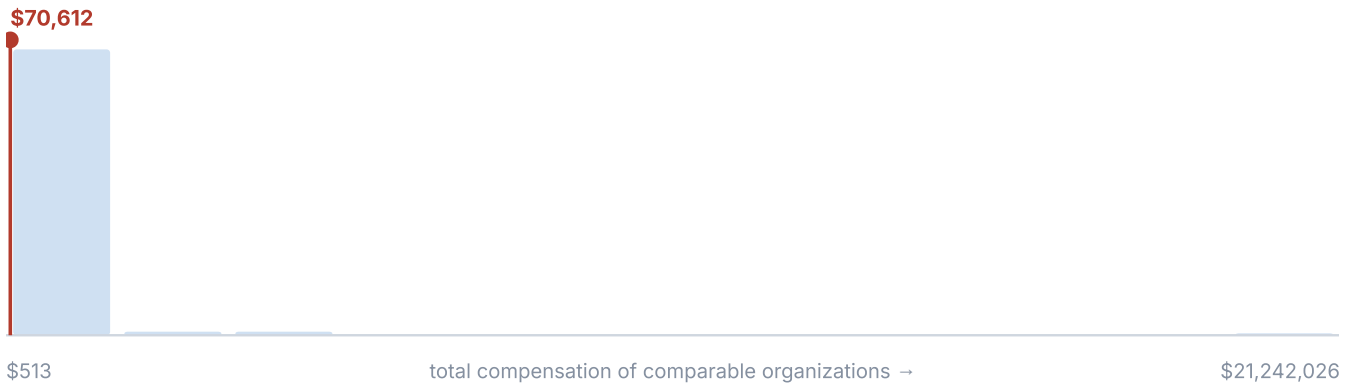 $70,612
$513 total compensation of comparable organizations → $21,242,026